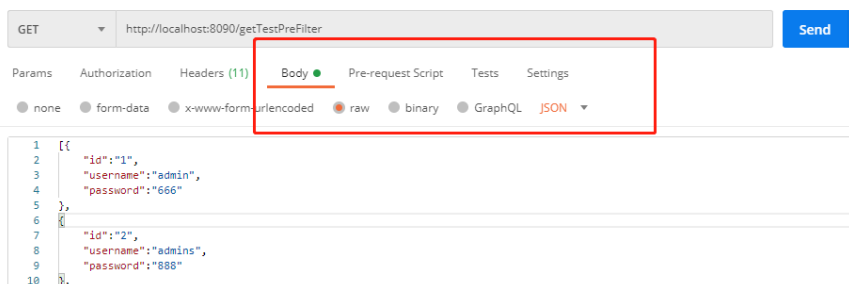 GET http://localhost:8090/getTestPreFilter Send
Params Authorization Headers (11) Body Pre-request Script Tests Settings
none form-data x-www-form-urlencoded raw binary GraphQL JSON
1 [{
2 "id":"1",
3 "username":"admin",
4 "password":"666"
5 },
6 {
7 "id":"2",
8 "username":"admins",
9 "password":"888"
10 },